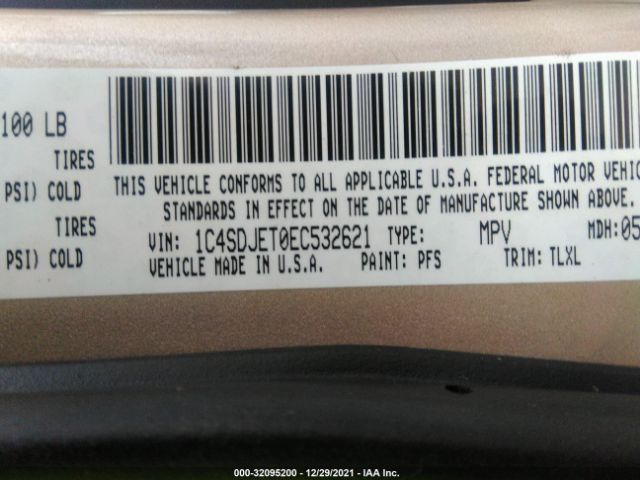 100 LB
TIRES
PSI) COLD
TIRES
PSI) COLD
THIS VEHICLE CONFORMS TO ALL APPLICABLE U.S.A. FEDERAL MOTOR VEHIC
STANDARDS IN EFFECT ON THE DATE OF MANUFACTURE SHOWN ABOVE.
VIN: 1C4SDJET0EC532621 TYPE: MPV MDH:05
VEHICLE MADE IN U.S.A. PAINT: PFS TRIM: TLXL
000-32095200 - 12/29/2021 - IAA Inc.